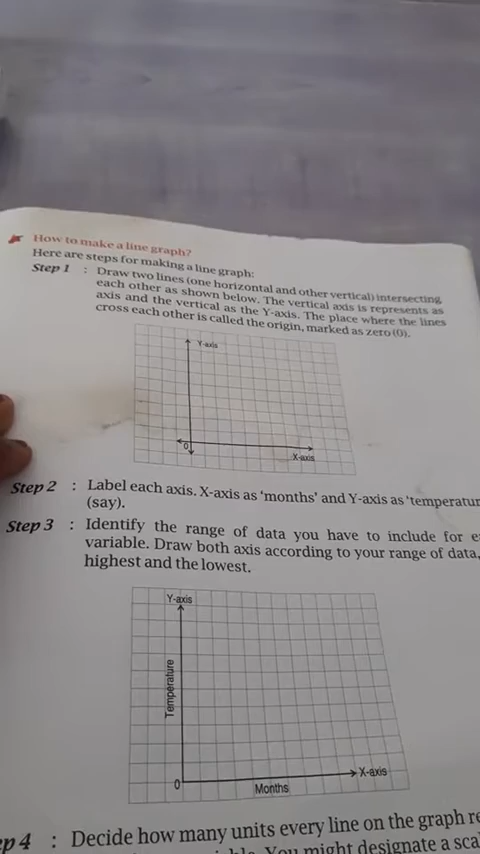 How to make a line graph?
Here are steps for making a line graph:
Step 1 : Draw two lines (one horizontal and other vertical) intersecting
each other as shown below. The vertical axis is represents as
axis and the vertical as the Y-axis. The place where the lines
cross each other is called the origin, marked as zero (0).
Y-axis
0
X-axis
Step 2 : Label each axis. X-axis as 'months' and Y-axis as 'temperatur
(say).
Step 3 : Identify the range of data you have to include for e
variable. Draw both axis according to your range of data,
highest and the lowest.
Y-axis
Temperature
0
X-axis
Months
ep 4 : Decide how many units every line on the graph re
You might designate a sca